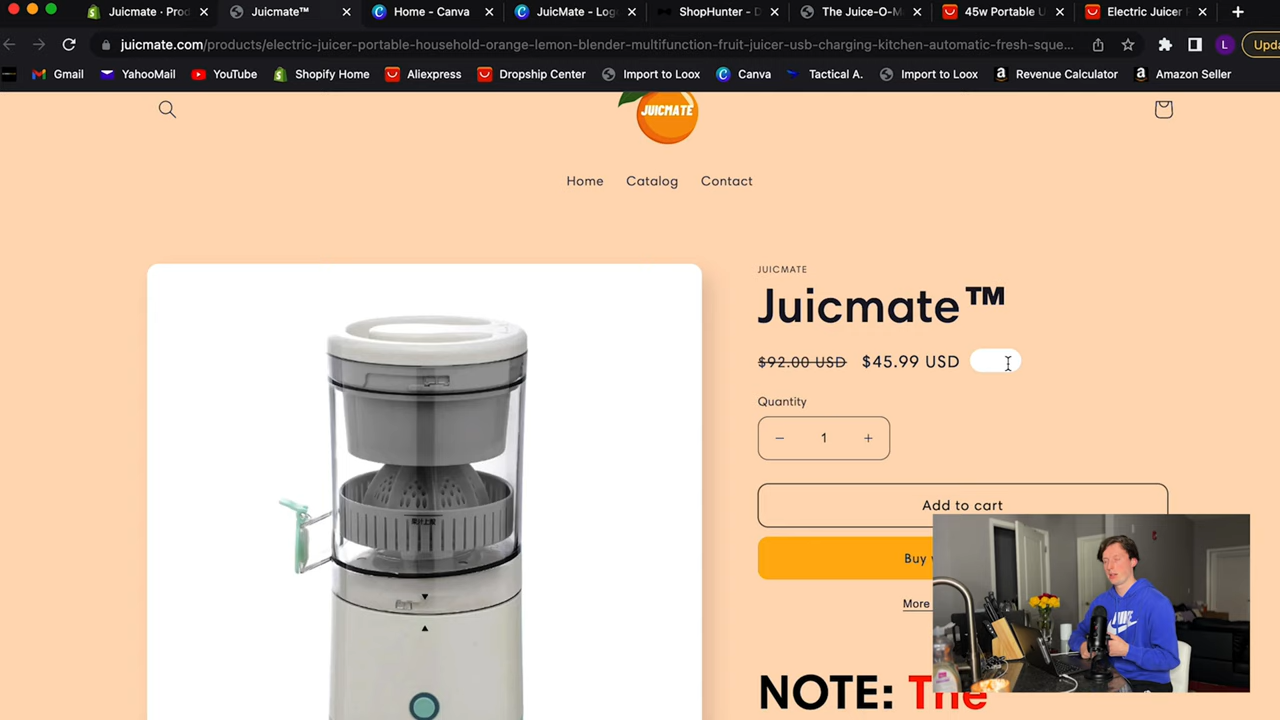 Juicmate · Prod
Juicmate™
Home - Canva
JuicMate - Log
ShopHunter - D
The Juice-O-M
45w Portable U
Electric Juicer F
juicmate.com/products/electric-juicer-portable-household-orange-lemon-blender-multifunction-fruit-juicer-usb-charging-kitchen-automatic-fresh-sque...
L
Upda
Gmail
YahooMail
YouTube
Shopify Home
Aliexpress
Dropship Center
Import to Loox
Canva
Tactical A.
Import to Loox
Revenue Calculator
Amazon Seller
JUICMATE
Home
Catalog
Contact
JUICMATE
Juicmate™
$92.00 USD $45.99 USD
Quantity
− 1 +
Add to cart
Buy
More
NOTE: The